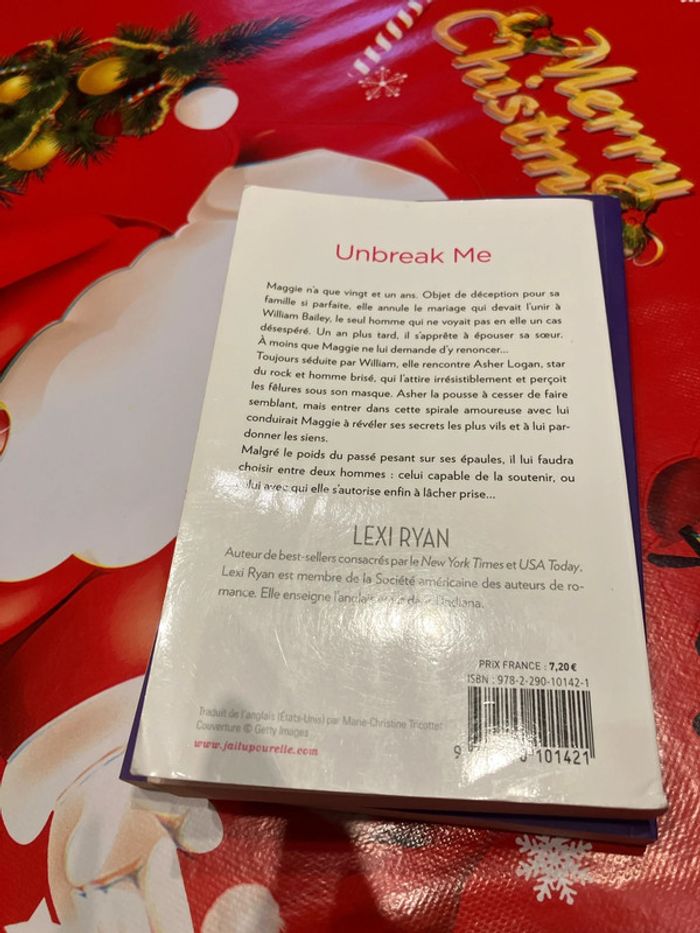 Merry
Christm
Unbreak Me
Maggie n'a que vingt et un ans. Objet de déception pour sa
famille si parfaite, elle annule le mariage qui devait l'unir à
William Bailey, le seul homme qui ne voyait pas en elle un cas
désespéré. Un an plus tard, il s'apprête à épouser sa sœur.
À moins que Maggie ne lui demande d'y renoncer...
Toujours séduite par William, elle rencontre Asher Logan, star
du rock et homme brisé, qui l'attire irrésistiblement et perçoit
les fêlures sous son masque. Asher la pousse à cesser de faire
semblant, mais entrer dans cette spirale amoureuse avec lui
conduirait Maggie à révéler ses secrets les plus vils et à lui par-
donner les siens.
Malgré le poids du passé pesant sur ses épaules, il lui faudra
choisir entre deux hommes : celui capable de la soutenir, ou
celui avec qui elle s'autorise enfin à lâcher prise...
LEXI RYAN
Auteur de best-sellers consacrés par le New York Times et USA Today,
Lexi Ryan est membre de la Société américaine des auteurs de ro-
mance. Elle enseigne l'anglais l'Indiana.
PRIX FRANCE : 7,20 €
ISBN : 978-2-290-10142-1
Traduit de l'anglais (États-Unis) par Marie-Christine Tricottet
Couverture © Getty Images
www.jailupourelle.com
9 101421